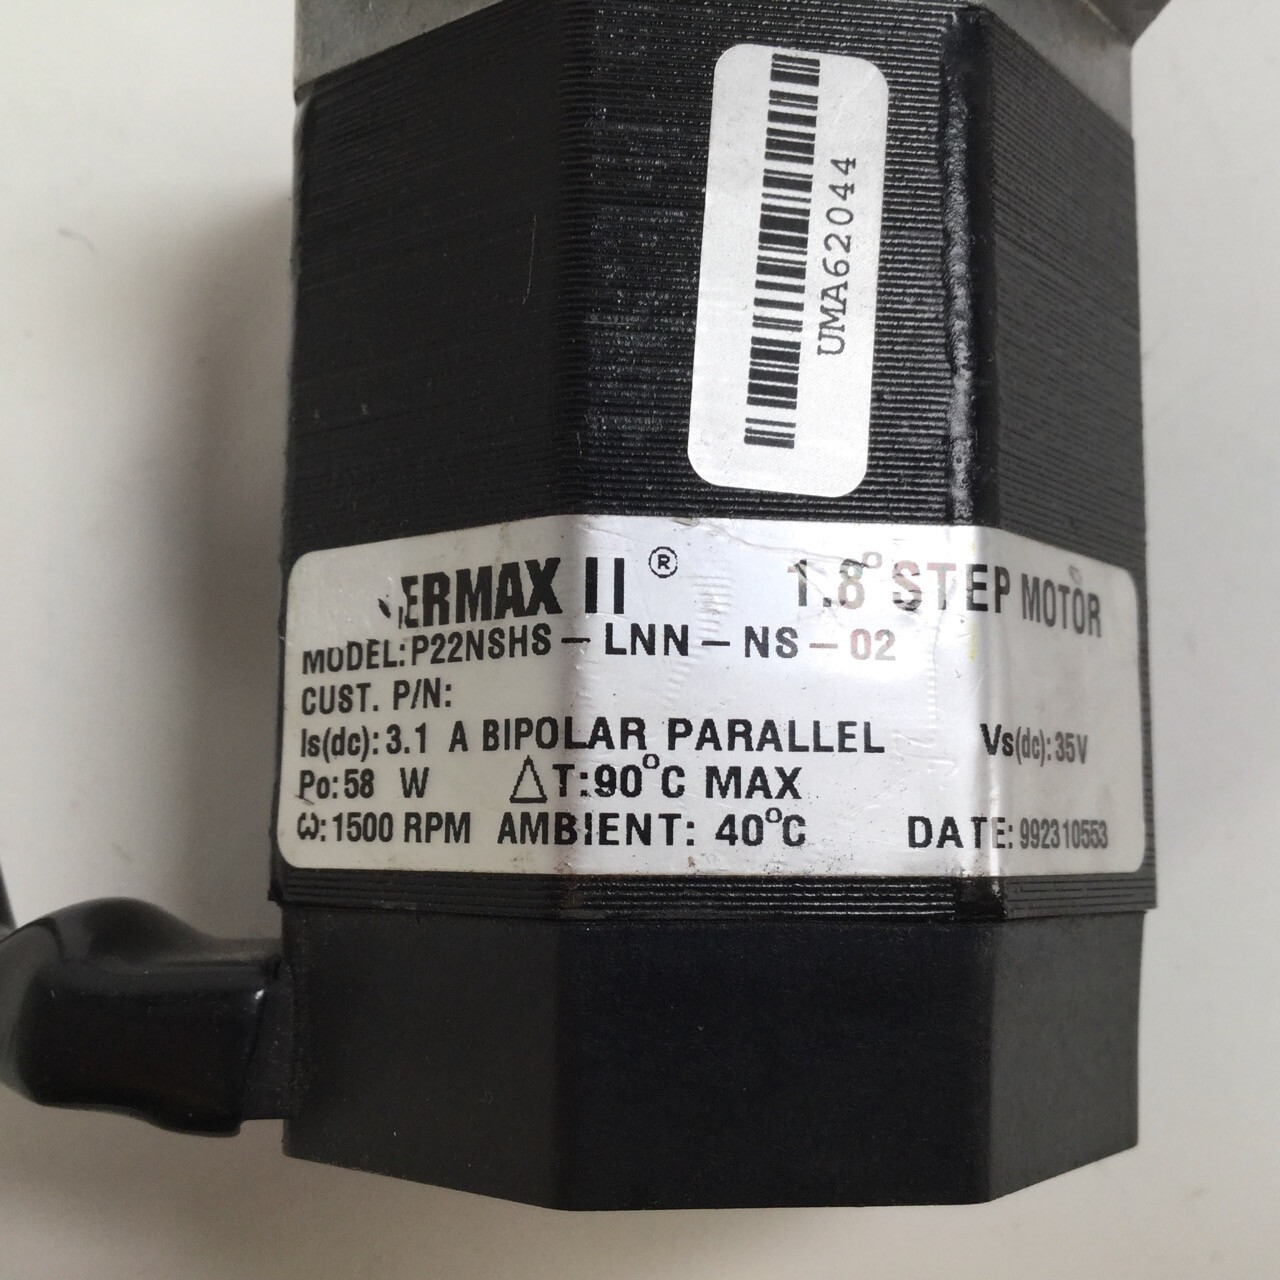 UMA62044
ERMAX II® 1.8° STEP MOTOR
MODEL: P22NSHS-LNN-NS-02
CUST. P/N:
Is(dc): 3.1 A BIPOLAR PARALLEL Vs(dc): 35V
Po: 58 W ΔT: 90°C MAX
ω: 1500 RPM AMBIENT: 40°C DATE: 992310553